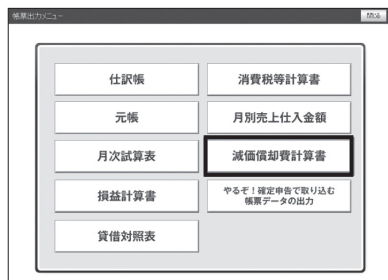 帳票出力メニュー
閉じる
仕訳帳
消費税等計算書
元帳
月別売上仕入金額
月次試算表
減価償却費計算書
損益計算書
やるぞ！確定申告で取り込む
帳票データの出力
貸借対照表